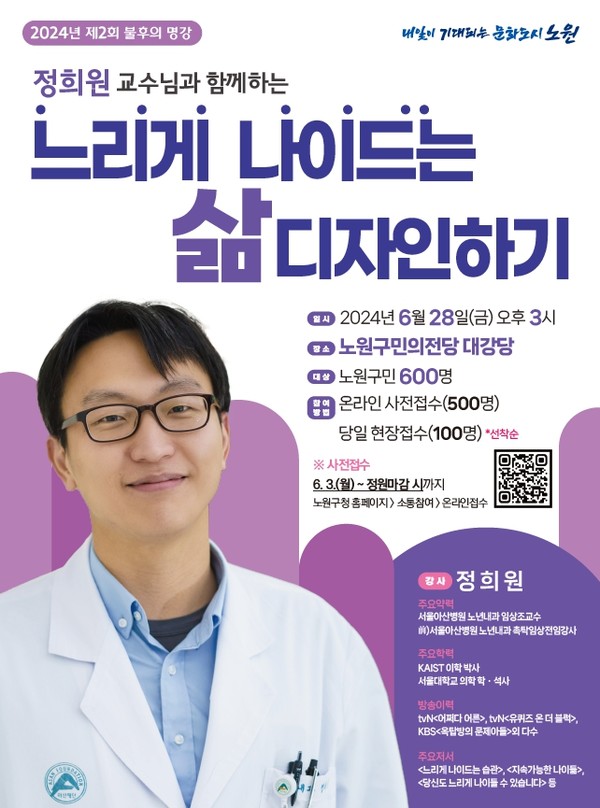 2024년 제2회 불후의 명강
내일이 기대되는 문화도시 노원
정희원 교수님과 함께하는
느리게 나이드는
삶 디자인하기
일시 2024년 6월 28일(금) 오후 3시
장소 노원구민의전당 대강당
대상 노원구민 600명
참여방법 온라인 사전접수(500명)
당일 현장접수(100명) *선착순
※ 사전접수
6. 3.(월) ~ 정원마감 시까지
노원구청 홈페이지 > 소통참여 > 온라인접수
강사 정희원
주요약력
서울아산병원 노년내과 임상조교수
前)서울아산병원 노년내과 촉탁임상전임강사
주요학력
KAIST 이학 박사
서울대학교 의학 학·석사
방송이력
tvN<어쩌다 어른>, tvN<유퀴즈 온 더 블럭>,
KBS<옥탑방의 문제아들>외 다수
주요저서
<느리게 나이드는 습관>, <지속가능한 나이듦>,
<당신도 느리게 나이들 수 있습니다> 등
ASAN FOUNDATION
아산재단